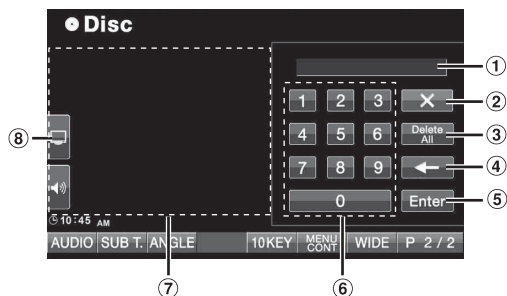 Disc
①
1 2 3 X ②
4 5 6 Delete All ③
⑧
7 8 9 ← ④
0 Enter ⑤
10:45 AM
AUDIO SUB T. ANGLE 10KEY MENU CONT WIDE P 2/2
⑦ ⑥